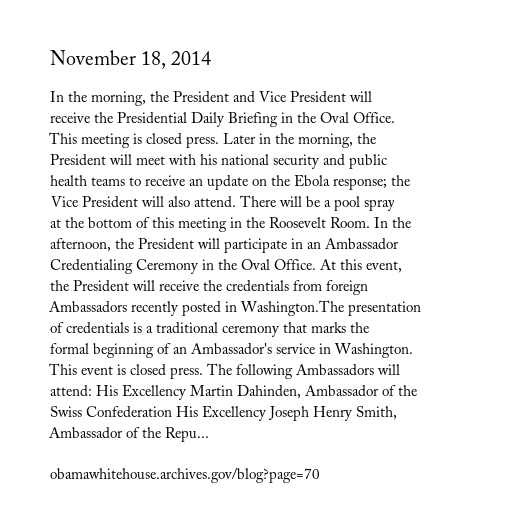 November 18, 2014
In the morning, the President and Vice President will
receive the Presidential Daily Briefing in the Oval Office.
This meeting is closed press. Later in the morning, the
President will meet with his national security and public
health teams to receive an update on the Ebola response; the
Vice President will also attend. There will be a pool spray
at the bottom of this meeting in the Roosevelt Room. In the
afternoon, the President will participate in an Ambassador
Credentialing Ceremony in the Oval Office. At this event,
the President will receive the credentials from foreign
Ambassadors recently posted in Washington.The presentation
of credentials is a traditional ceremony that marks the
formal beginning of an Ambassador's service in Washington.
This event is closed press. The following Ambassadors will
attend: His Excellency Martin Dahinden, Ambassador of the
Swiss Confederation His Excellency Joseph Henry Smith,
Ambassador of the Repu...
obamawhitehouse.archives.gov/blog?page=70